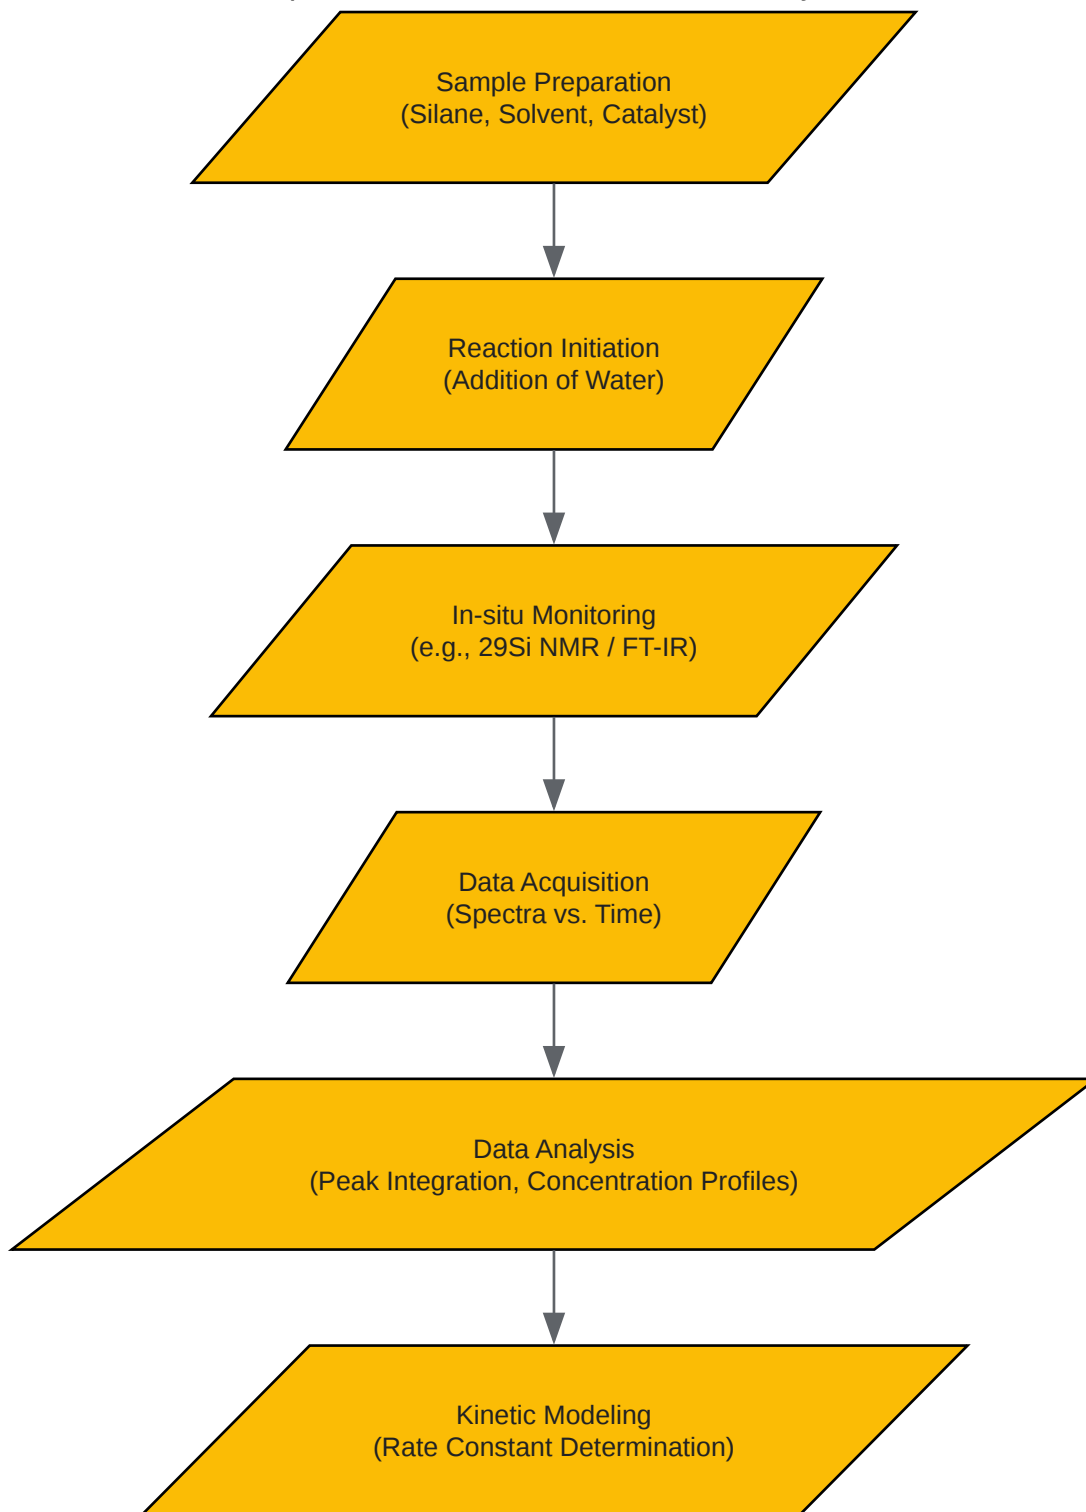 Sample Preparation
(Silane, Solvent, Catalyst)
Reaction Initiation
(Addition of Water)
In-situ Monitoring
(e.g., 29Si NMR / FT-IR)
Data Acquisition
(Spectra vs. Time)
Data Analysis
(Peak Integration, Concentration Profiles)
Kinetic Modeling
(Rate Constant Determination)